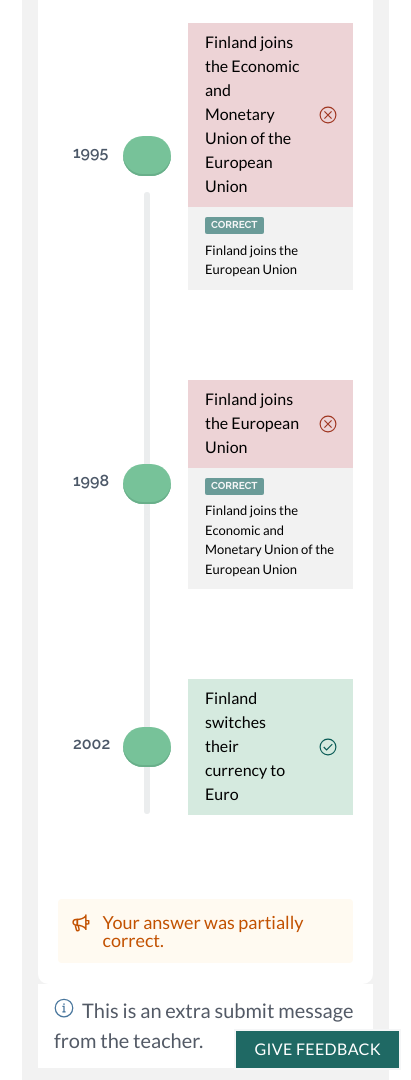 Finland joins
the Economic
and
Monetary
Union of the
European
Union
1995
CORRECT
Finland joins the
European Union
Finland joins
the European
Union
1998
CORRECT
Finland joins the
Economic and
Monetary Union of the
European Union
Finland
switches
their
currency to
Euro
2002
Your answer was partially
correct.
This is an extra submit message
from the teacher.
GIVE FEEDBACK